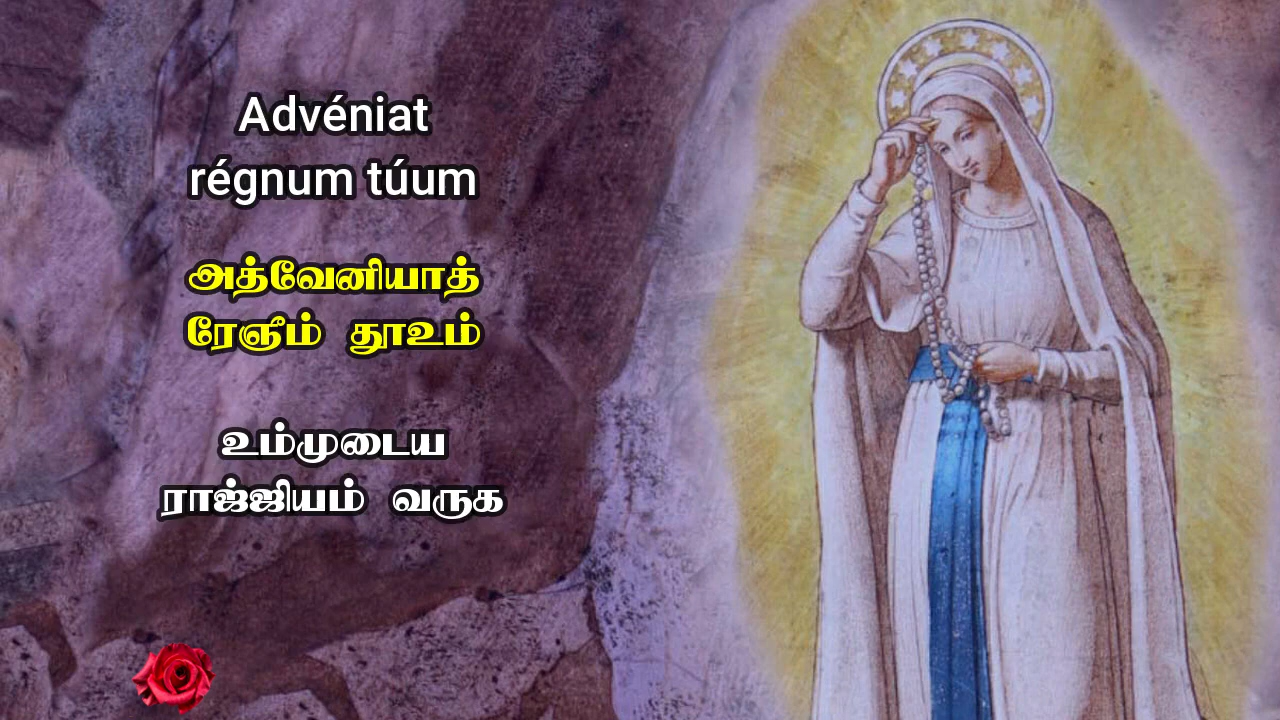 Advéniat
régnum túum
அத்வேனியாத்
ரேஞீம் தூஉம்
உம்முடைய
ராஜ்ஜியம் வருக